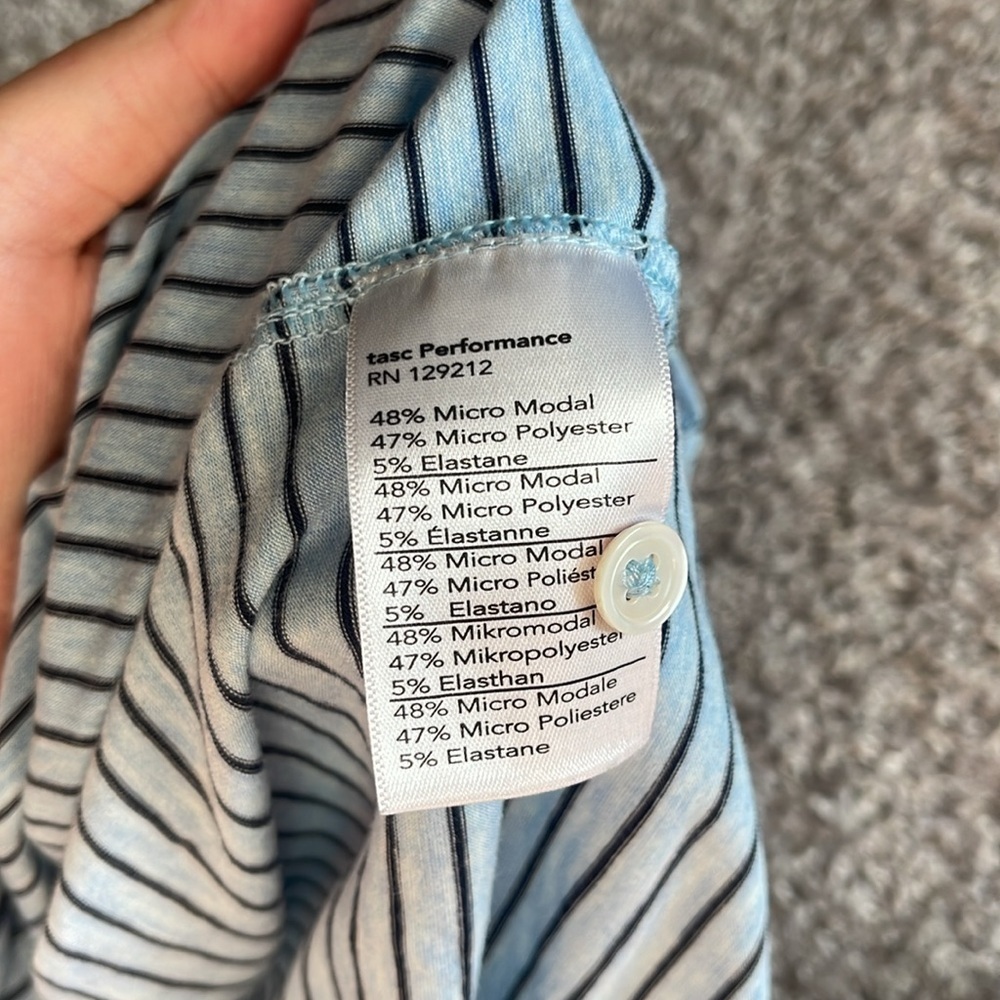 tasc Performance
RN 129212
48% Micro Modal
47% Micro Polyester
5% Elastane
48% Micro Modal
47% Micro Polyester
5% Élastanne
48% Micro Modal
47% Micro
5% Elastano
48% Mikromodal
47% Mikropolyester
5% Elasthan
48% Micro Modale
47% Micro Poliestere
5% Elastane